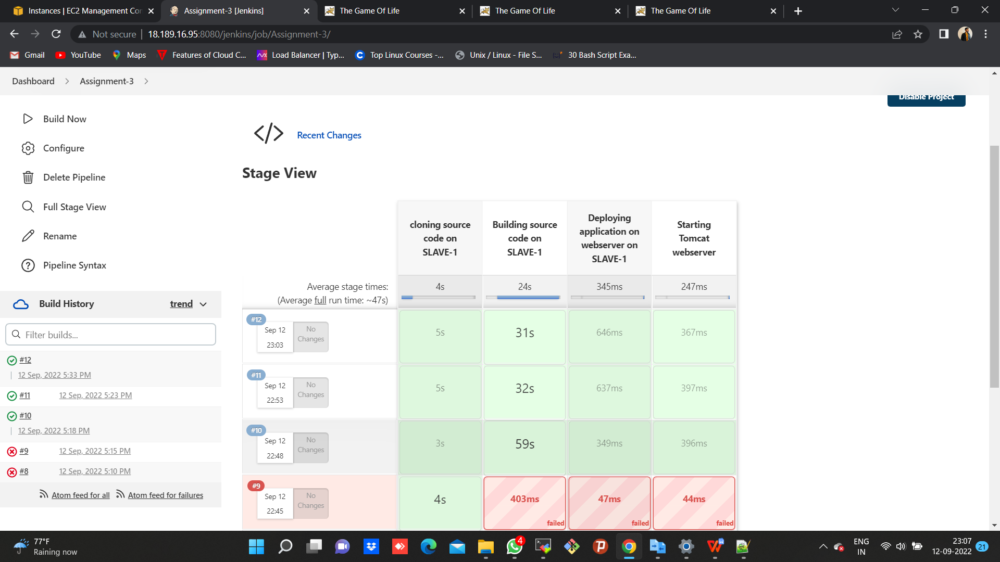 Instances | EC2 Management Con
Assignment-3 [Jenkins]
The Game Of Life
The Game Of Life
The Game Of Life
Not secure
18.189.16.95:8080/jenkins/job/Assignment-3/
Gmail
YouTube
Maps
Features of Cloud C...
Load Balancer | Typ...
Top Linux Courses -...
Unix / Linux - File S...
30 Bash Script Exa...
Dashboard
Assignment-3
Disable Project
Build Now
Configure
Delete Pipeline
Full Stage View
Rename
Pipeline Syntax
Build History
trend
Filter builds...
#12
12 Sep, 2022 5:33 PM
#11
12 Sep, 2022 5:23 PM
#10
12 Sep, 2022 5:18 PM
#9
12 Sep, 2022 5:15 PM
#8
12 Sep, 2022 5:10 PM
Atom feed for all
Atom feed for failures
Recent Changes
Stage View
cloning source
code on
SLAVE-1
Building source
code on
SLAVE-1
Deploying
application on
webserver on
SLAVE-1
Starting
Tomcat
webserver
Average stage times:
(Average full run time: ~47s)
4s
24s
345ms
247ms
#12
Sep 12
23:03
No
Changes
5s
31s
646ms
367ms
#11
Sep 12
22:53
No
Changes
5s
32s
637ms
397ms
#10
Sep 12
22:48
No
Changes
3s
59s
349ms
396ms
#9
Sep 12
22:45
No
Changes
4s
403ms
failed
47ms
failed
44ms
failed
77°F
Raining now
4
ENG
IN
23:07
12-09-2022
21